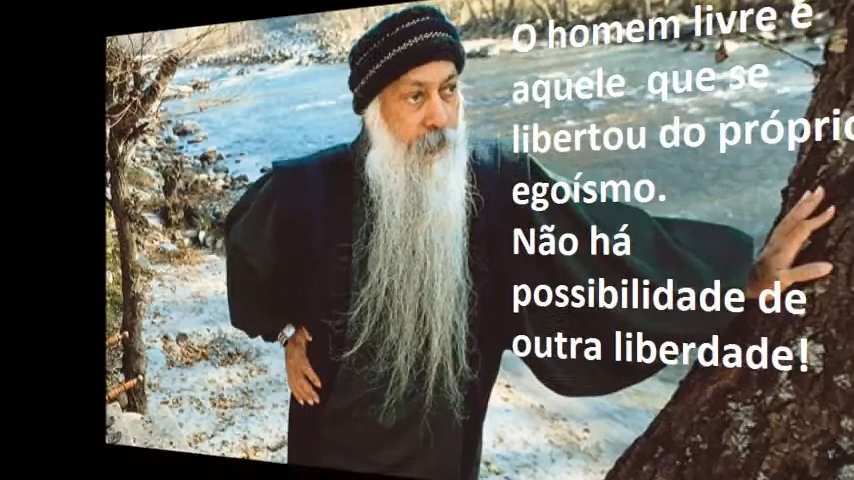 O homem livre é
aquele que se
libertou do próprio
egoísmo.
Não há
possibilidade de
outra liberdade!